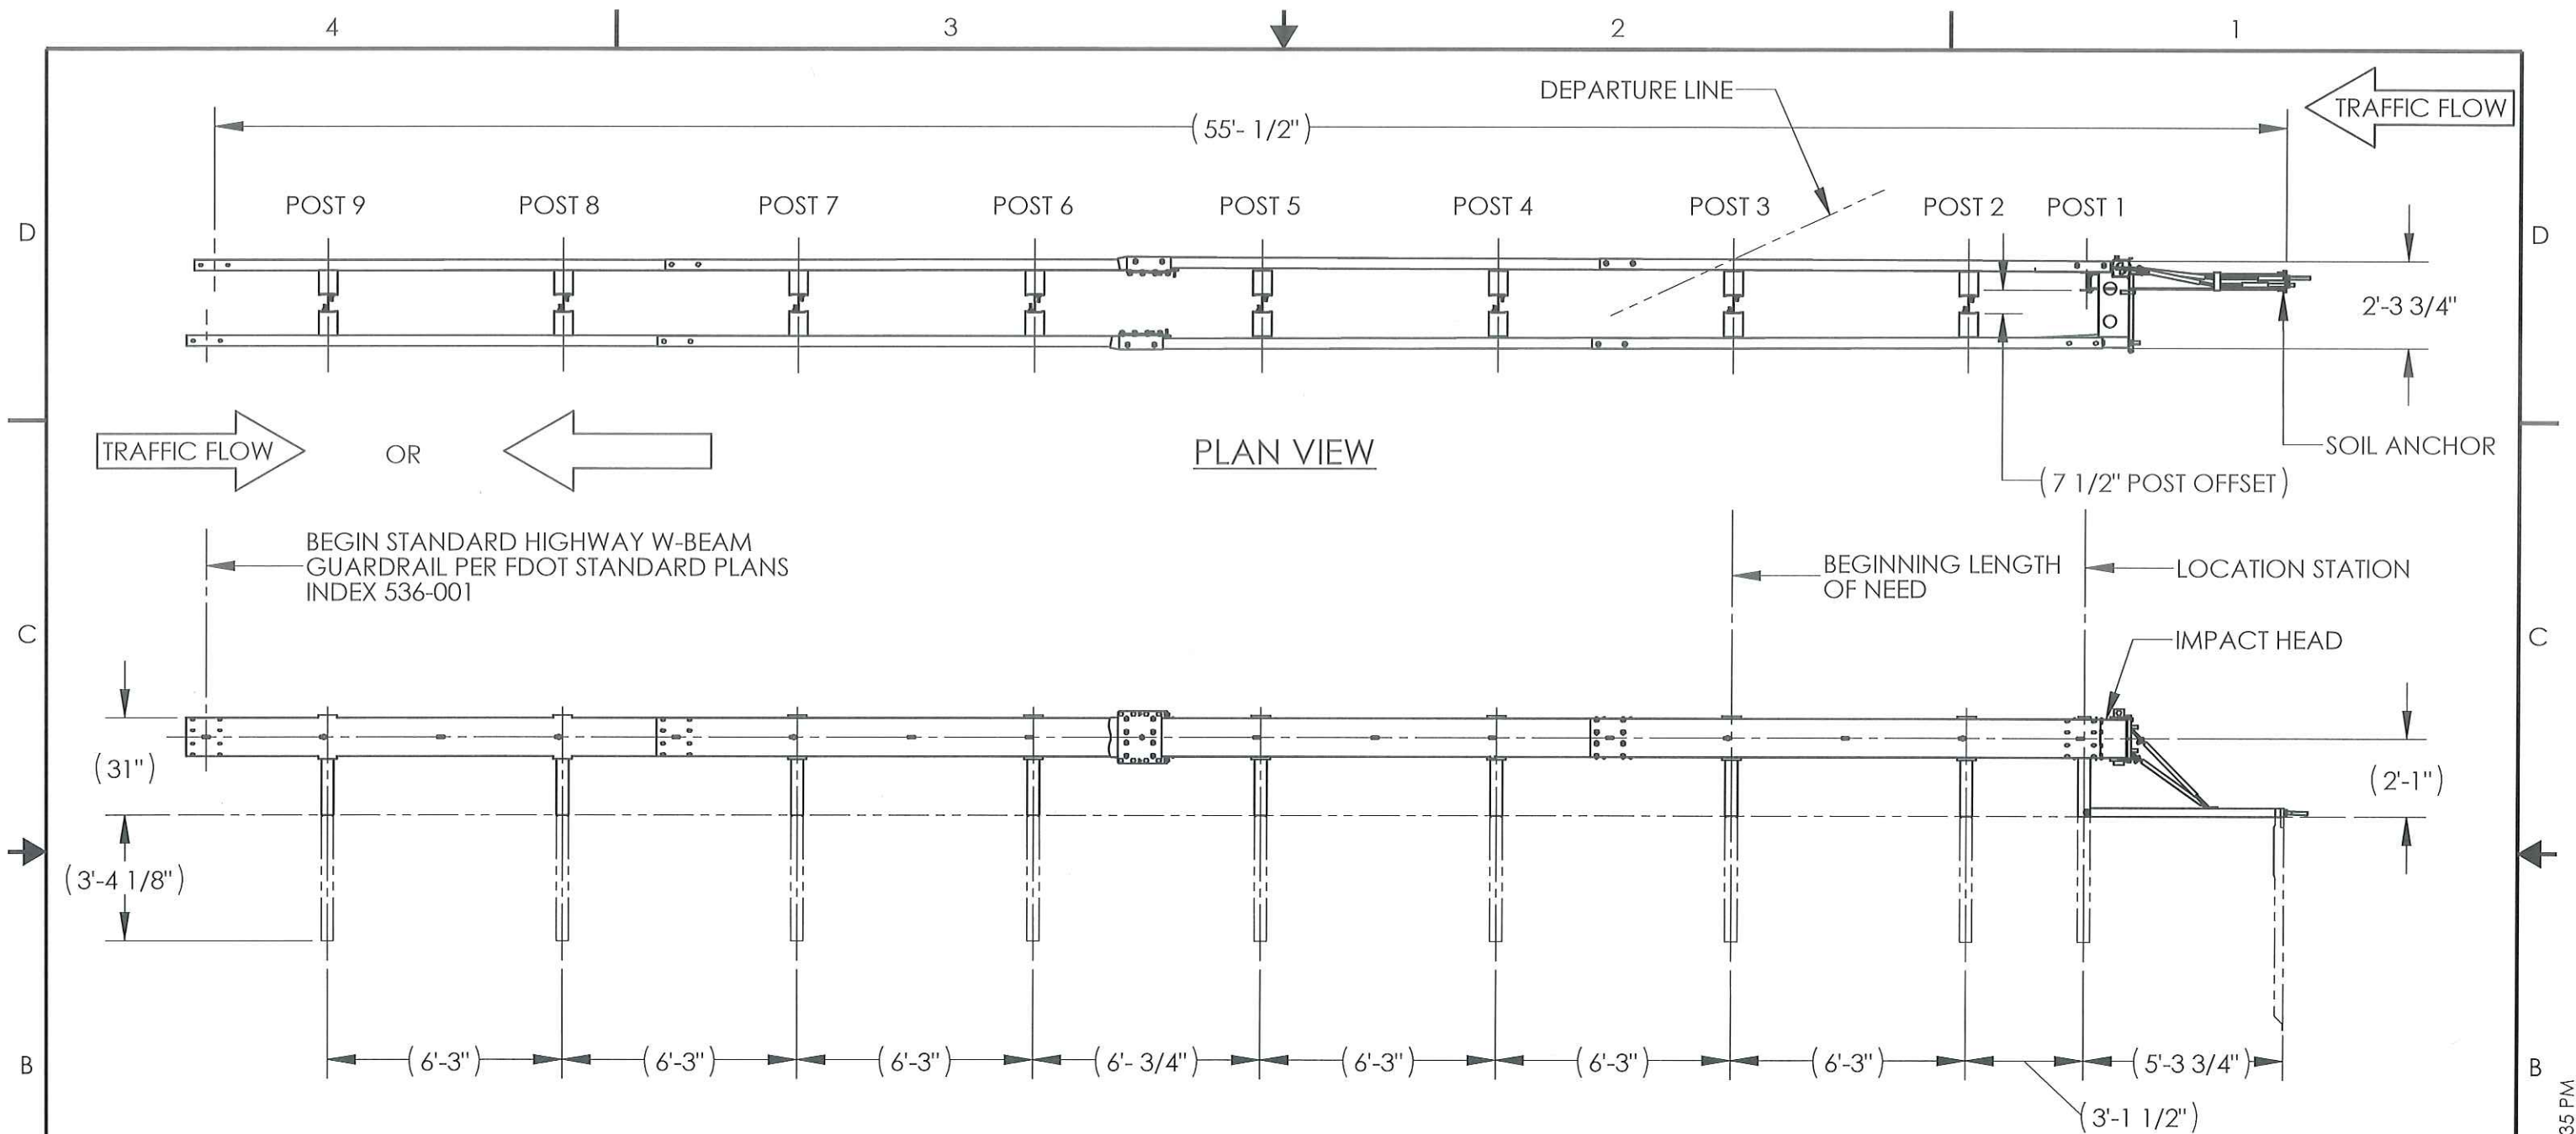 4 3 2 1
DEPARTURE LINE
TRAFFIC FLOW
(55'- 1/2")
POST 9 POST 8 POST 7 POST 6 POST 5 POST 4 POST 3 POST 2 POST 1
D D
2'-3 3/4"
TRAFFIC FLOW OR
PLAN VIEW
SOIL ANCHOR
(7 1/2" POST OFFSET)
BEGIN STANDARD HIGHWAY W-BEAM
GUARDRAIL PER FDOT STANDARD PLANS
INDEX 536-001
BEGINNING LENGTH
OF NEED
LOCATION STATION
C C
IMPACT HEAD
(31")
(2'-1")
(3'-4 1/8")
B (6'-3") (6'-3") (6'-3") (6'- 3/4") (6'-3") (6'-3") (6'-3") (5'-3 3/4") B
(3'-1 1/2")
35 PM